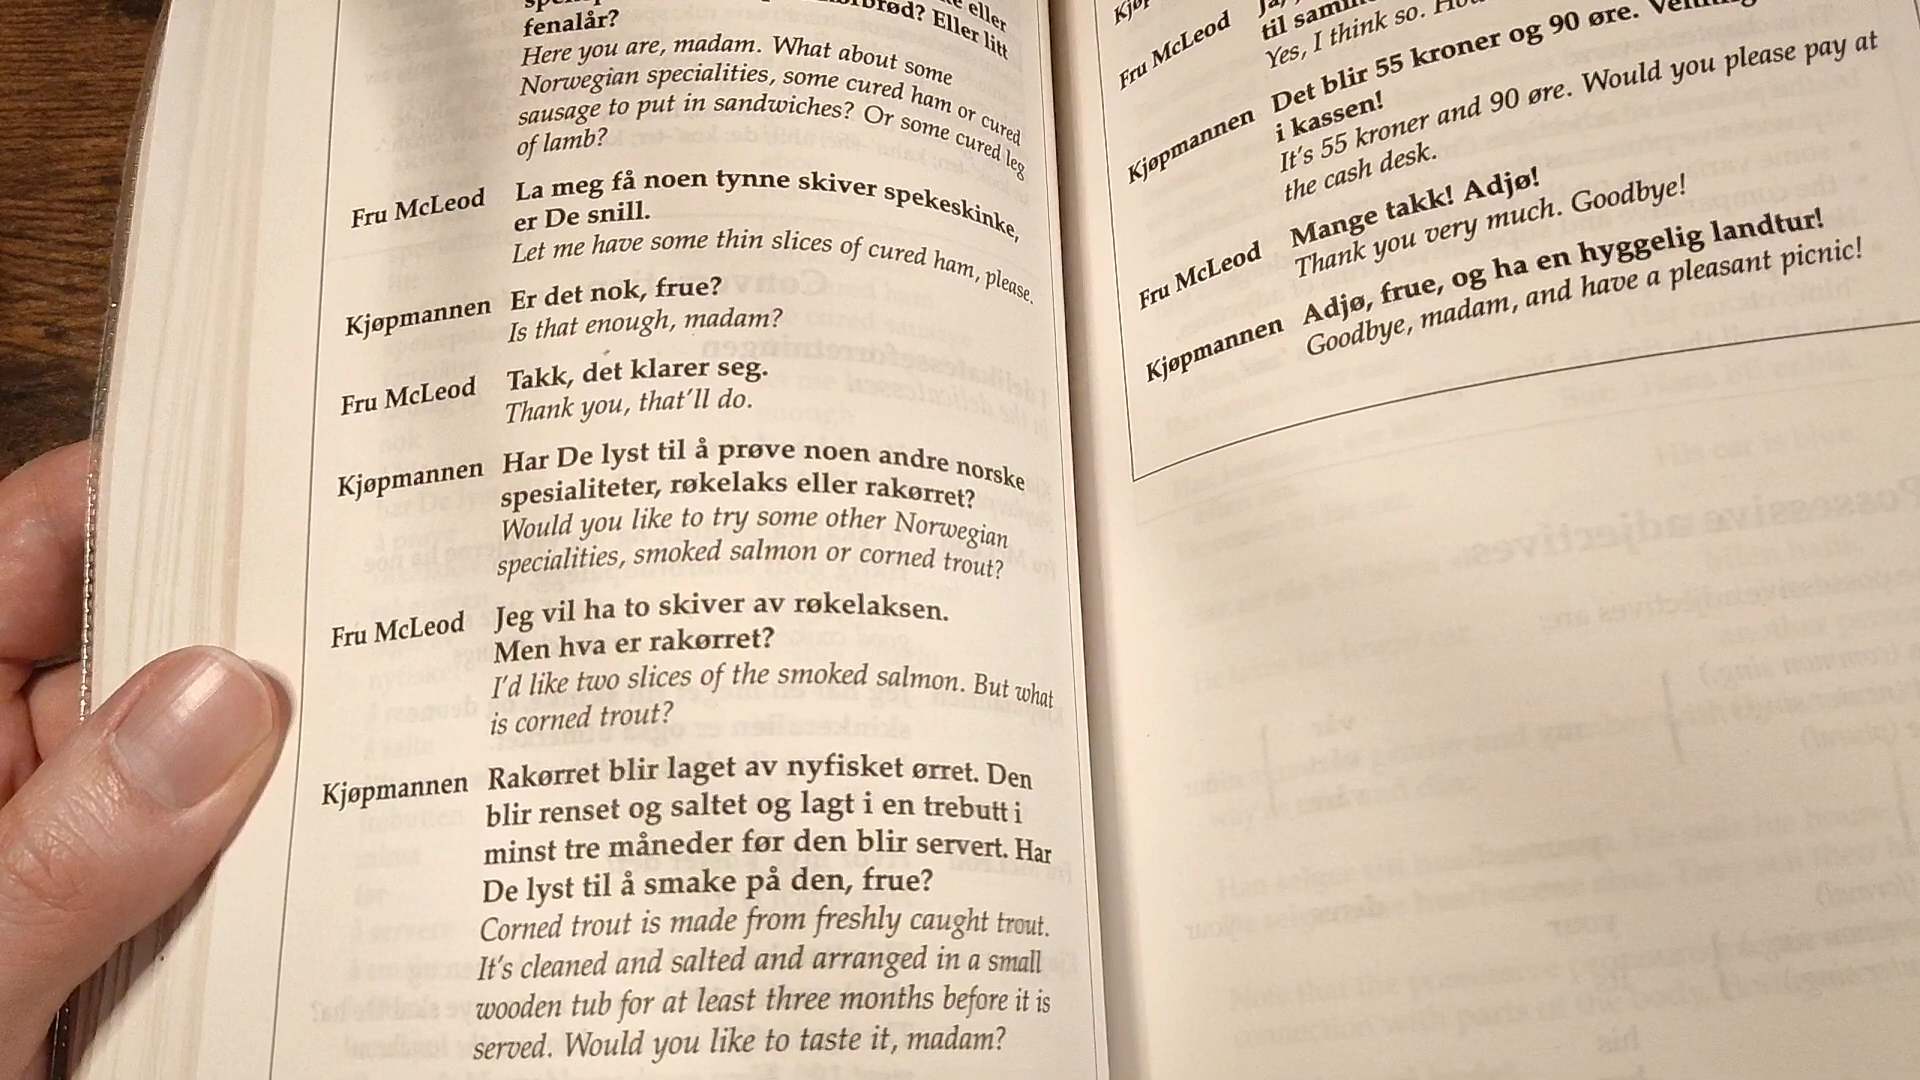 fenalår?
Here you are, madam. What about some
Norwegian specialities, some cured ham or cured
sausage to put in sandwiches? Or some cured leg
of lamb?
Fru McLeod La meg få noen tynne skiver spekeskinke,
er De snill.
Let me have some thin slices of cured ham, please.
Kjøpmannen Er det nok, frue?
Is that enough, madam?
Fru McLeod Takk, det klarer seg.
Thank you, that'll do.
Kjøpmannen Har De lyst til å prøve noen andre norske
spesialiteter, røkelaks eller rakørret?
Would you like to try some other Norwegian
specialities, smoked salmon or corned trout?
Fru McLeod Jeg vil ha to skiver av røkelaksen.
Men hva er rakørret?
I'd like two slices of the smoked salmon. But what
is corned trout?
Kjøpmannen Rakørret blir laget av nyfisket ørret. Den
blir renset og saltet og lagt i en trebutt i
minst tre måneder før den blir servert. Har
De lyst til å smake på den, frue?
Corned trout is made from freshly caught trout.
It's cleaned and salted and arranged in a small
wooden tub for at least three months before it is
served. Would you like to taste it, madam?
Fru McLeod
Yes, I think so.
Kjøpmannen Det blir 55 kroner og 90 øre.
i kassen!
It's 55 kroner and 90 øre. Would you please pay at
the cash desk.
Fru McLeod Mange takk! Adjø!
Thank you very much. Goodbye!
Kjøpmannen Adjø, frue, og ha en hyggelig landtur!
Goodbye, madam, and have a pleasant picnic!